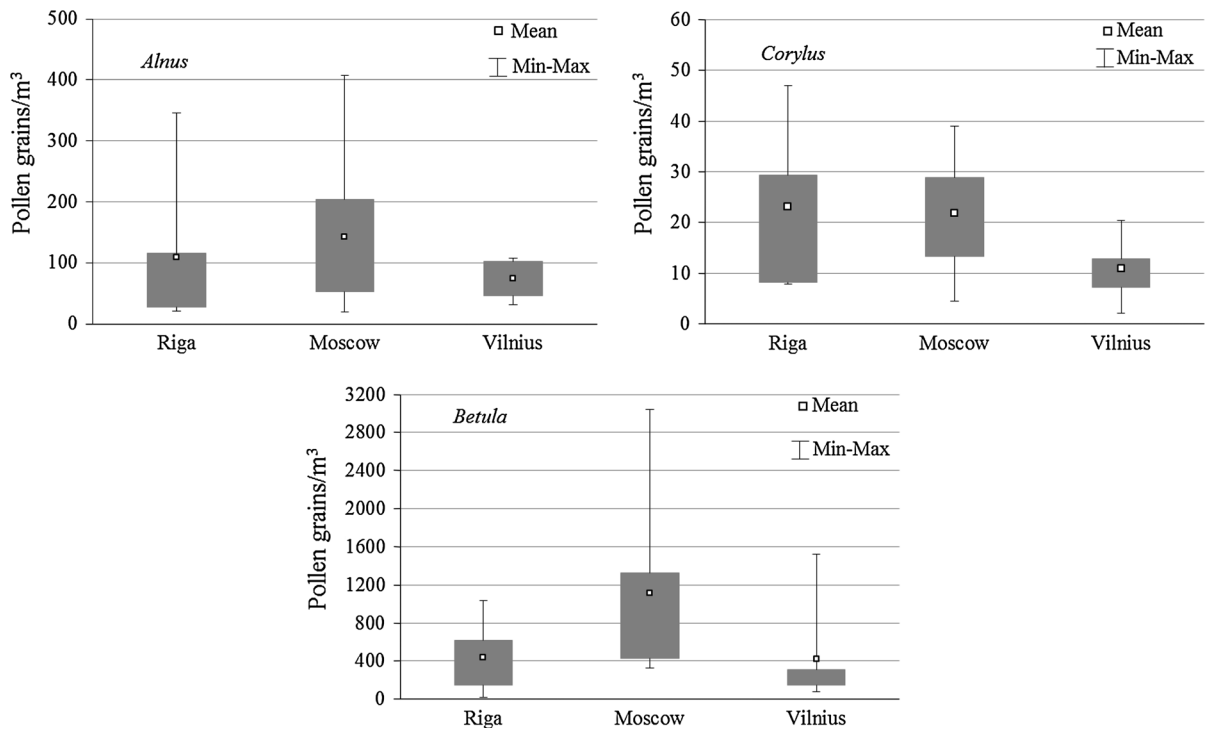 Alnus
Mean
Min-Max
Pollen grains/m³
500
400
300
200
100
0
Riga Moscow Vilnius
Corylus
Mean
Min-Max
Pollen grains/m³
60
50
40
30
20
10
0
Riga Moscow Vilnius
Betula
Mean
Min-Max
Pollen grains/m³
3200
2800
2400
2000
1600
1200
800
400
0
Riga Moscow Vilnius